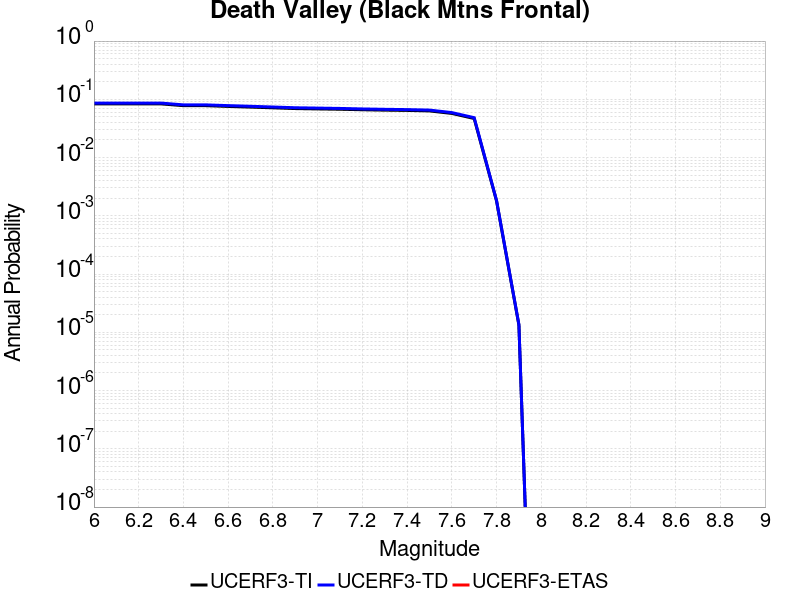 Death Valley (Black Mtns Frontal)
10^0
10^-1
10^-2
10^-3
10^-4
10^-5
10^-6
10^-7
10^-8
Annual Probability
6 6.2 6.4 6.6 6.8 7 7.2 7.4 7.6 7.8 8 8.2 8.4 8.6 8.8 9
Magnitude
UCERF3-TI UCERF3-TD UCERF3-ETAS